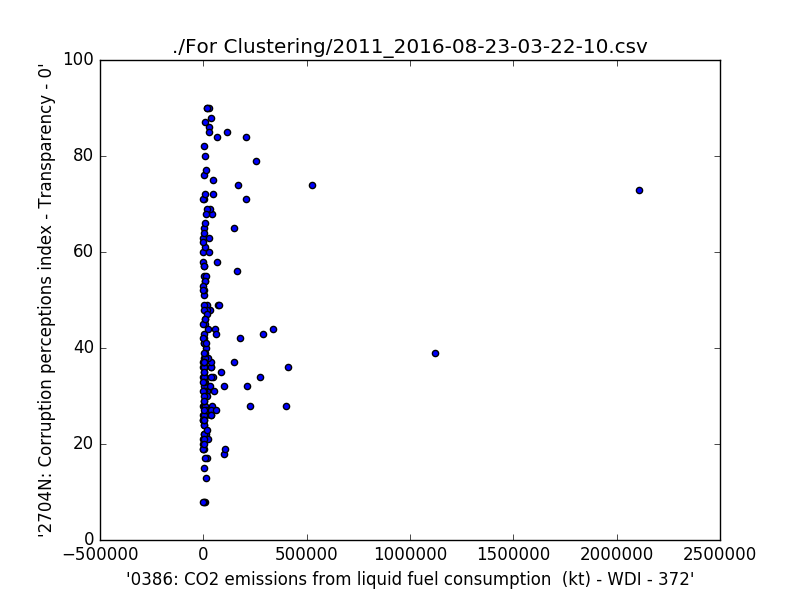 ./For Clustering/2011_2016-08-23-03-22-10.csv
100
80
60
40
20
0
'2704N: Corruption perceptions index - Transparency - 0'
−500000 0 500000 1000000 1500000 2000000 2500000
'0386: CO2 emissions from liquid fuel consumption  (kt) - WDI - 372'